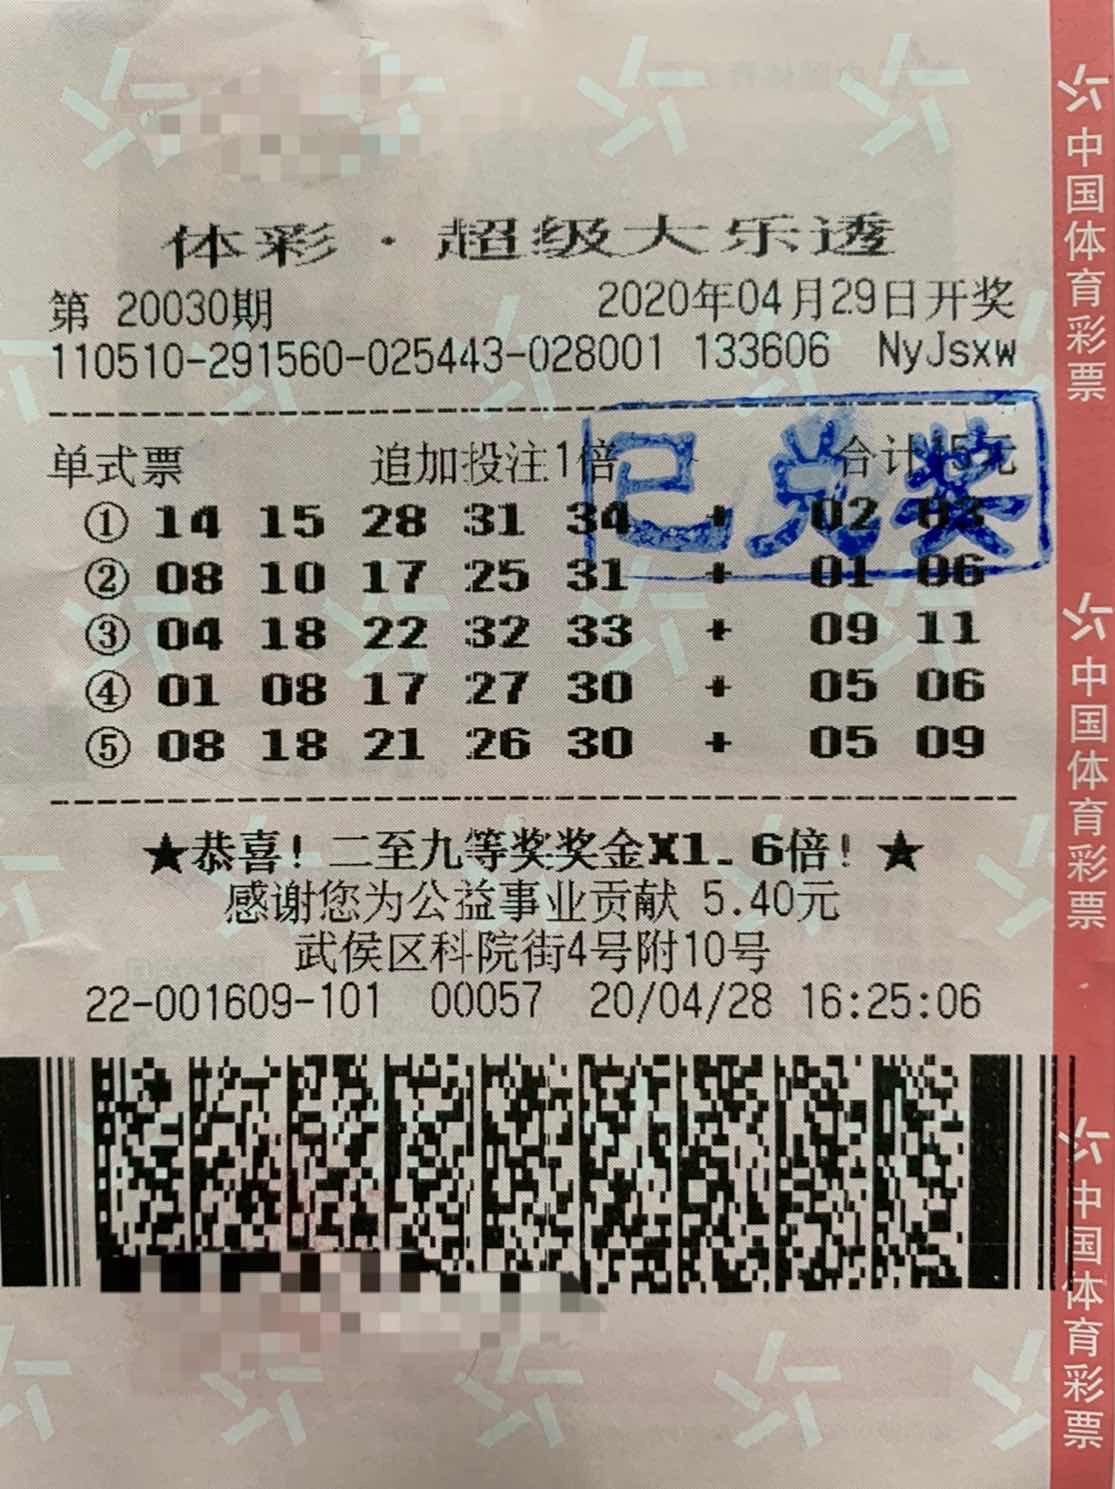 体彩·超级大乐透
第 20030期 2020年04月29日开奖
110510-291560-025443-028001 133606 NyJsxw
单式票 追加投注1倍 合计15元
已兑奖
① 14 15 28 31 34 + 02 03
② 08 10 17 25 31 + 01 06
③ 04 18 22 32 33 + 09 11
④ 01 08 17 27 30 + 05 06
⑤ 08 18 21 26 30 + 05 09
★恭喜！二至九等奖奖金X1.6倍！★
感谢您为公益事业贡献 5.40元
武侯区科院街4号附10号
22-001609-101 00057 20/04/28 16:25:06
中国体育彩票
中国体育彩票
中国体育彩票